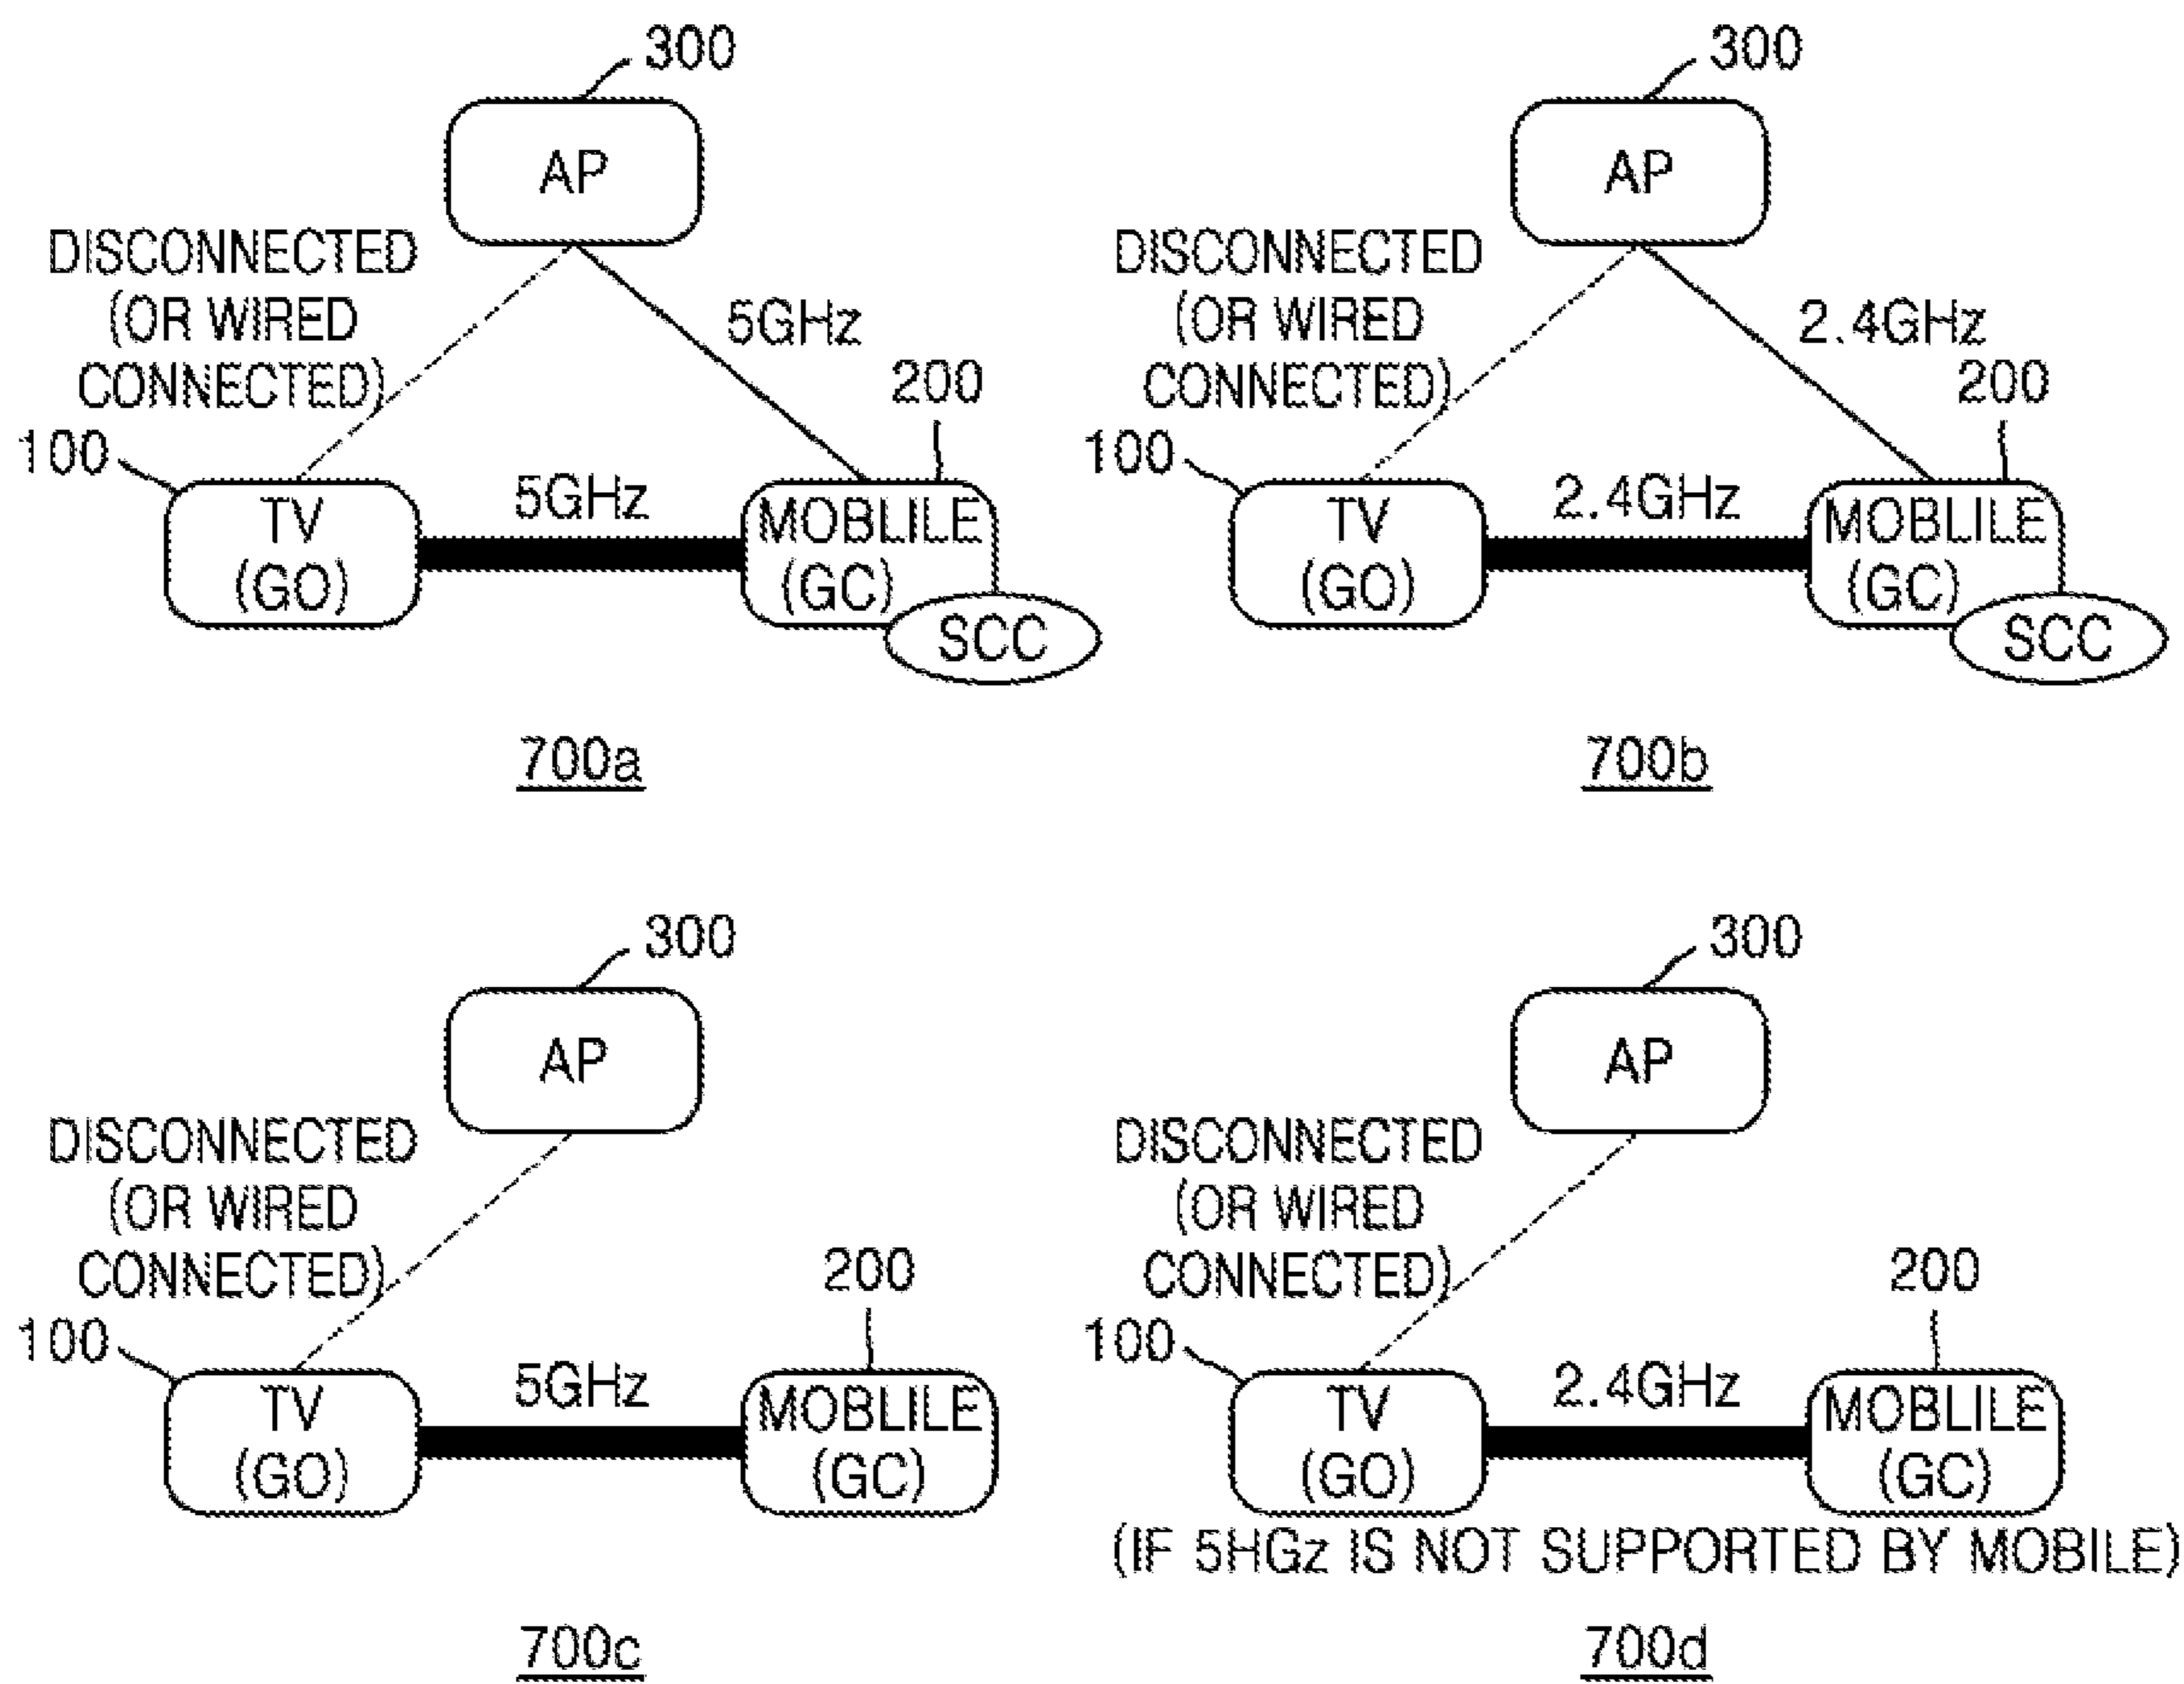 300
AP
DISCONNECTED
(OR WIRED
CONNECTED)
5GHz
200
100
TV
(GO)
5GHz
MOBLILE
(GC)
SCC
700a
300
AP
DISCONNECTED
(OR WIRED
CONNECTED)
2.4GHz
200
100
TV
(GO)
2.4GHz
MOBLILE
(GC)
SCC
700b
300
AP
DISCONNECTED
(OR WIRED
CONNECTED)
200
100
TV
(GO)
5GHz
MOBLILE
(GC)
700c
300
AP
DISCONNECTED
(OR WIRED
CONNECTED)
200
100
TV
(GO)
2.4GHz
MOBLILE
(GC)
(IF 5HGz IS NOT SUPPORTED BY MOBILE)
700d